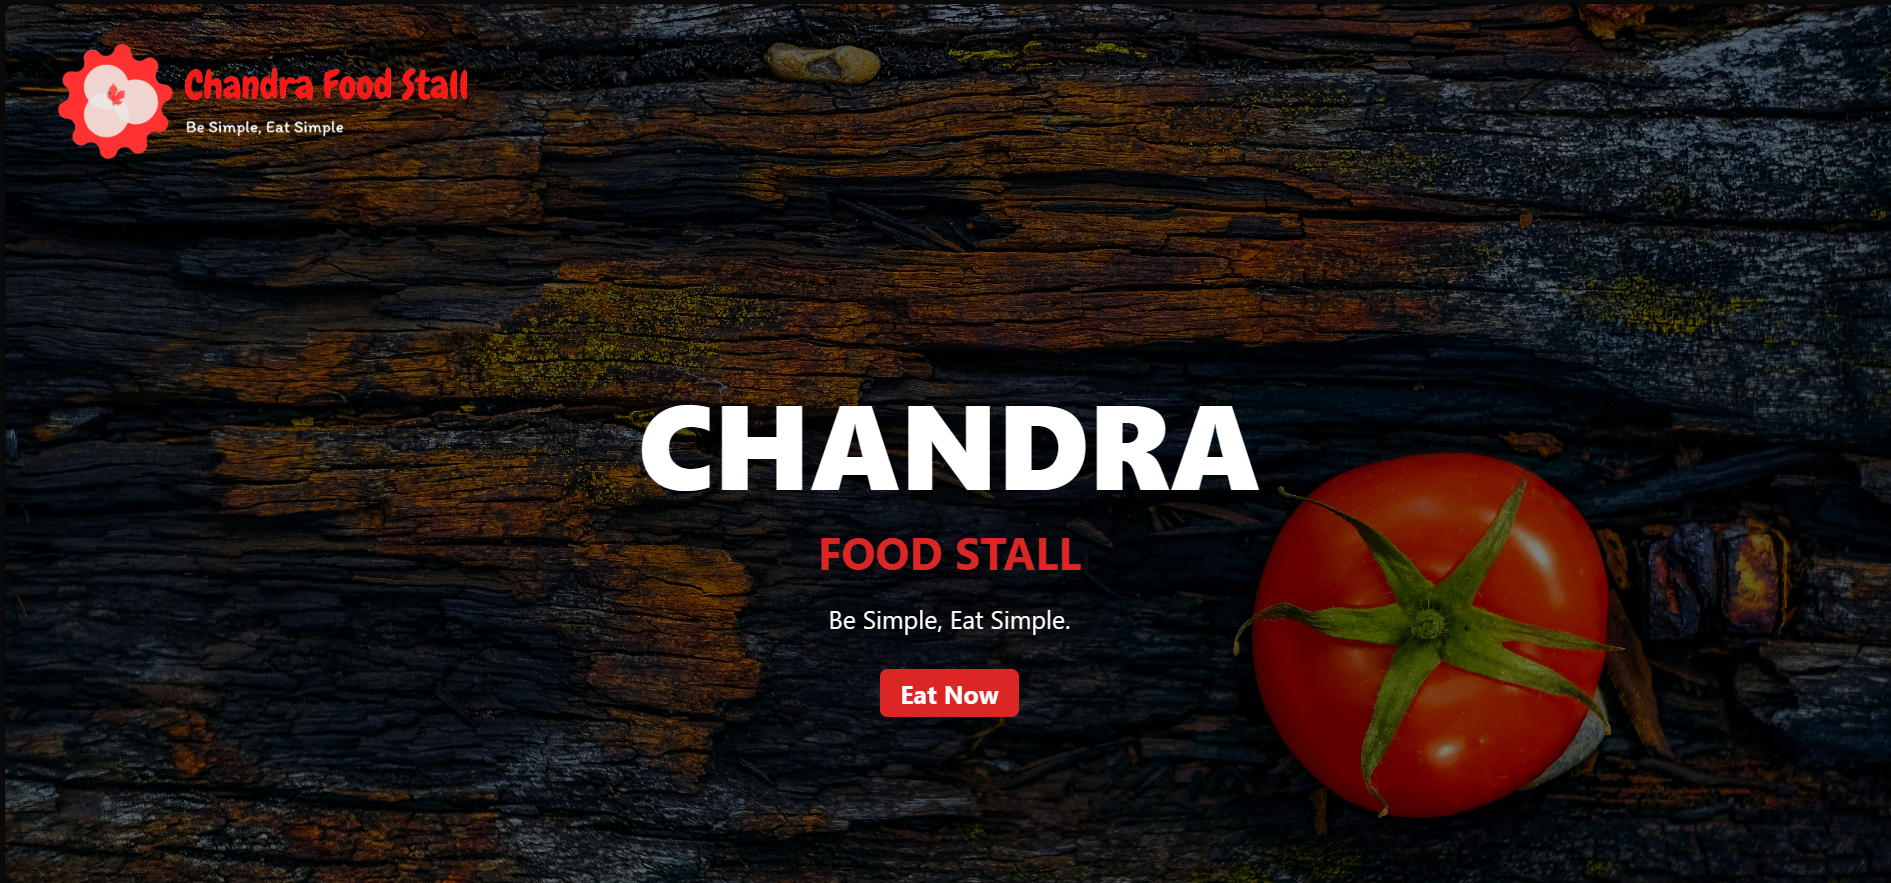 Chandra Food Stall
Be Simple, Eat Simple
CHANDRA
FOOD STALL
Be Simple, Eat Simple.
Eat Now